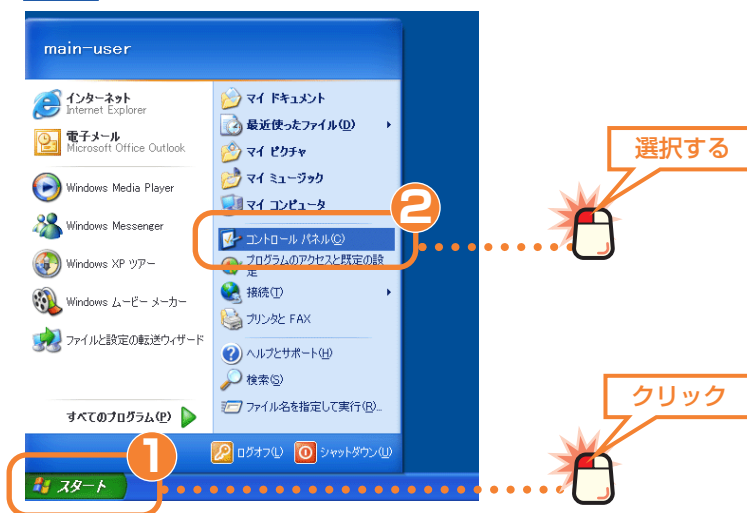 main-user
インターネット
Internet Explorer
電子メール
Microsoft Office Outlook
Windows Media Player
Windows Messenger
Windows XP ツアー
Windows ムービー メーカー
ファイルと設定の転送ウィザード
すべてのプログラム(P)
マイ ドキュメント
最近使ったファイル(D)
マイ ピクチャ
マイ ミュージック
マイ コンピュータ
2
コントロール パネル(C)
プログラムのアクセスと既定の設
定
接続(T)
プリンタと FAX
ヘルプとサポート(H)
検索(S)
ファイル名を指定して実行(R)...
ログオフ(L)
シャットダウン(U)
1
スタート
選択する
クリック